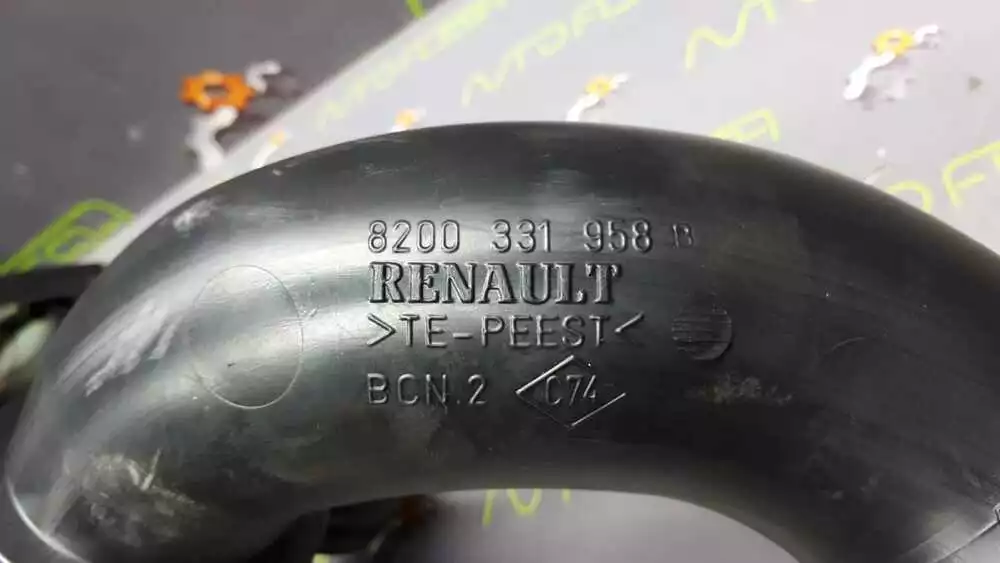 8200 331 958 B
RENAULT
>TE-PEEST<
BCN.2 C74